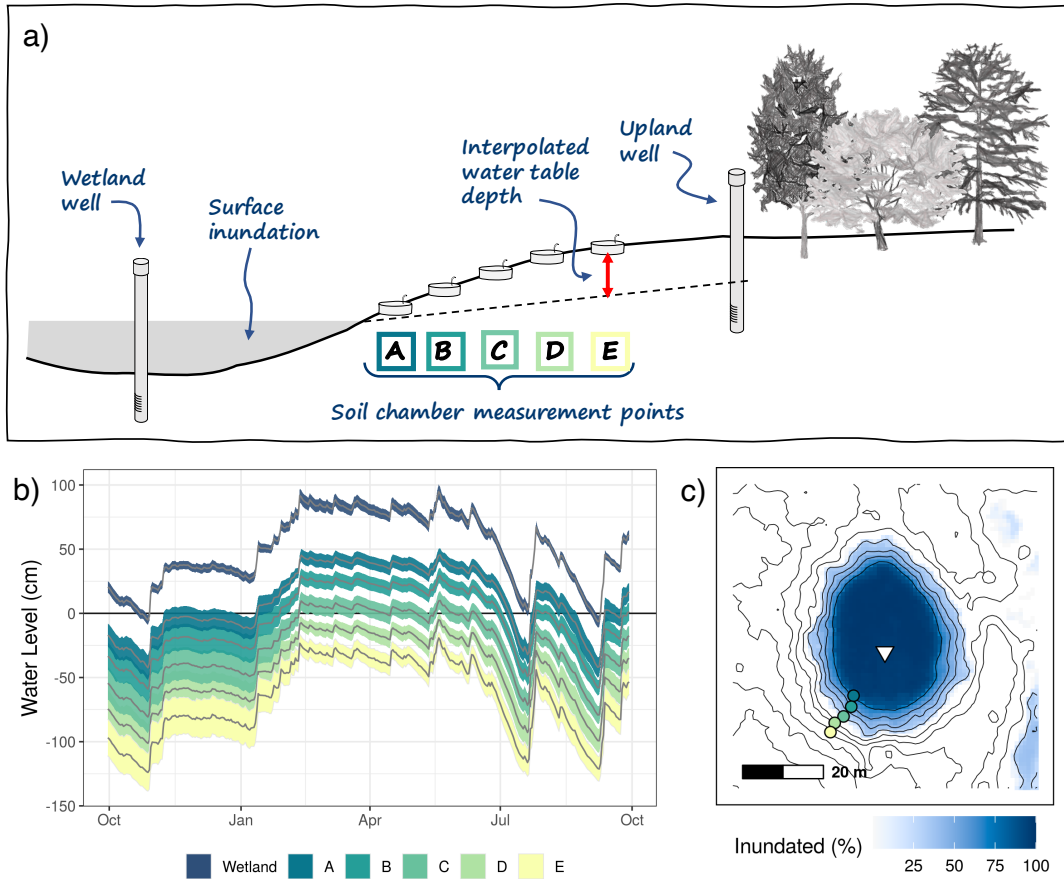 a)
Wetland
well
Surface
inundation
Interpolated
water table
depth
Upland
well
A B C D E
Soil chamber measurement points
b)
Water Level (cm)
100
50
0
-50
-100
-150
Oct Jan Apr Jul Oct
Wetland A B C D E
c)
20 m
Inundated (%)
25 50 75 100